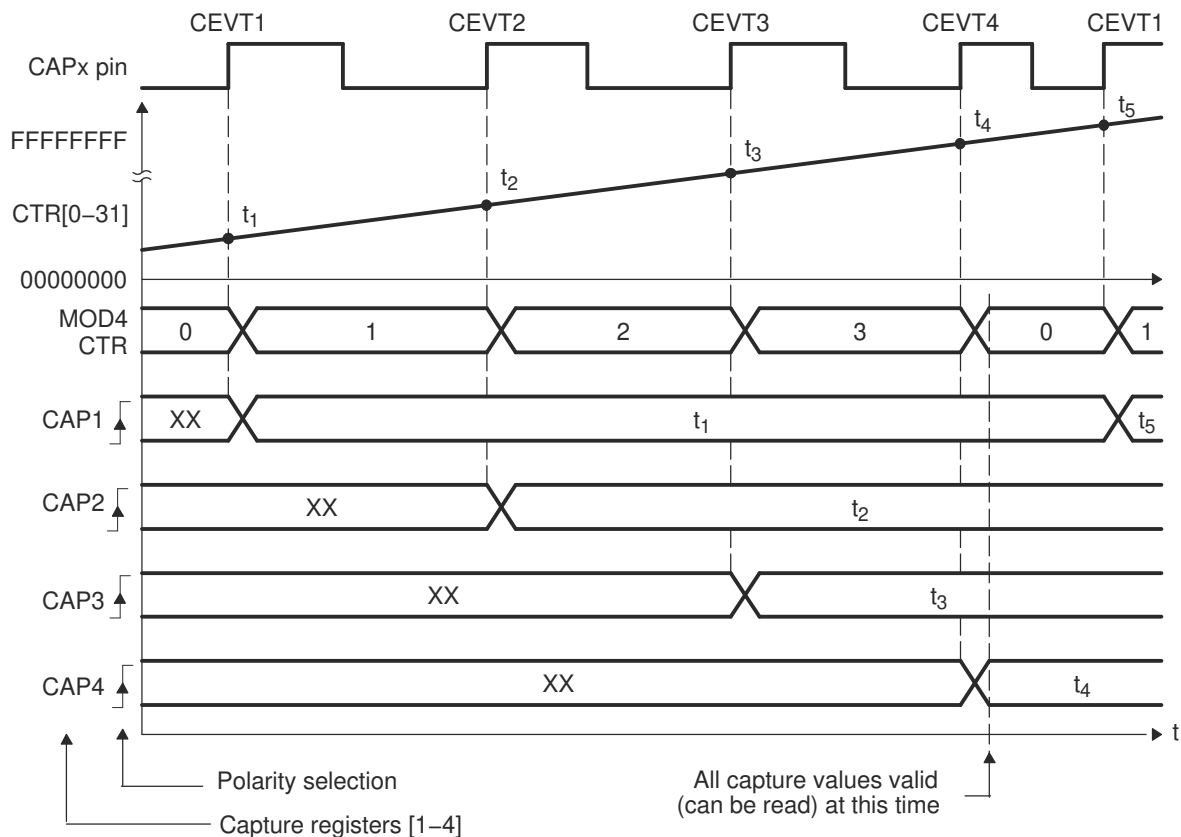 CEVT1 CEVT2 CEVT3 CEVT4 CEVT1
CAPx pin
FFFFFFFF
t5
t4
t3
t2
CTR[0−31]
t1
00000000
MOD4
CTR
0 1 2 3 0 1
CAP1 XX t1 t5
CAP2 XX t2
CAP3 XX t3
CAP4 XX t4
t
Polarity selection
All capture values valid
(can be read) at this time
Capture registers [1−4]